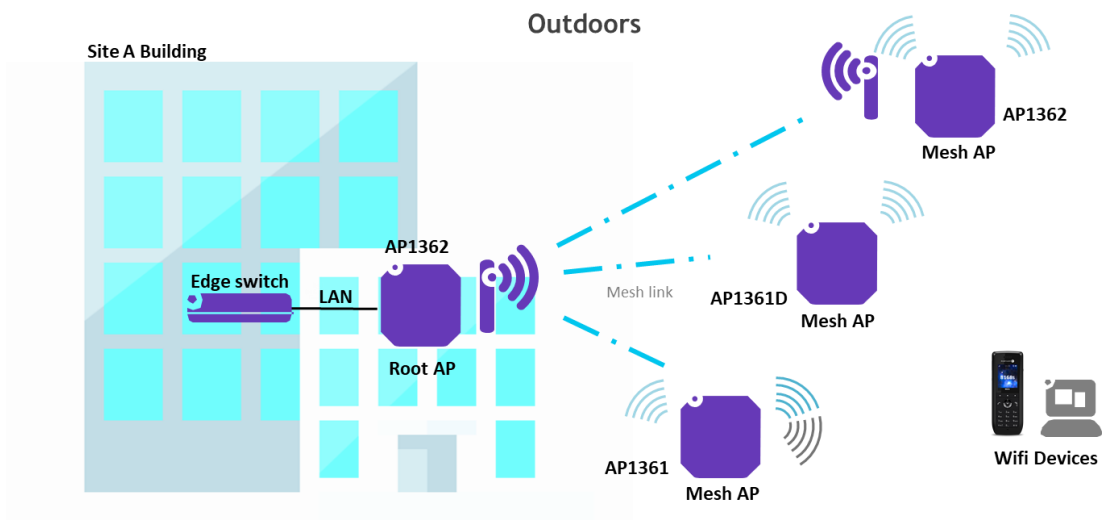 Outdoors
Site A Building
AP1362
Mesh AP
AP1362
Edge switch
LAN
Root AP
Mesh link
AP1361D
Mesh AP
AP1361
Mesh AP
Wifi Devices